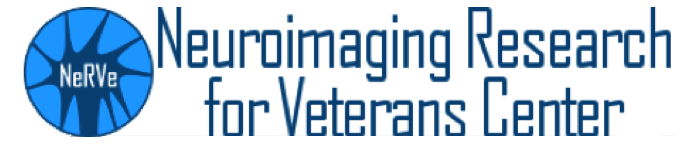 NeRVe
Neuroimaging Research
for Veterans Center